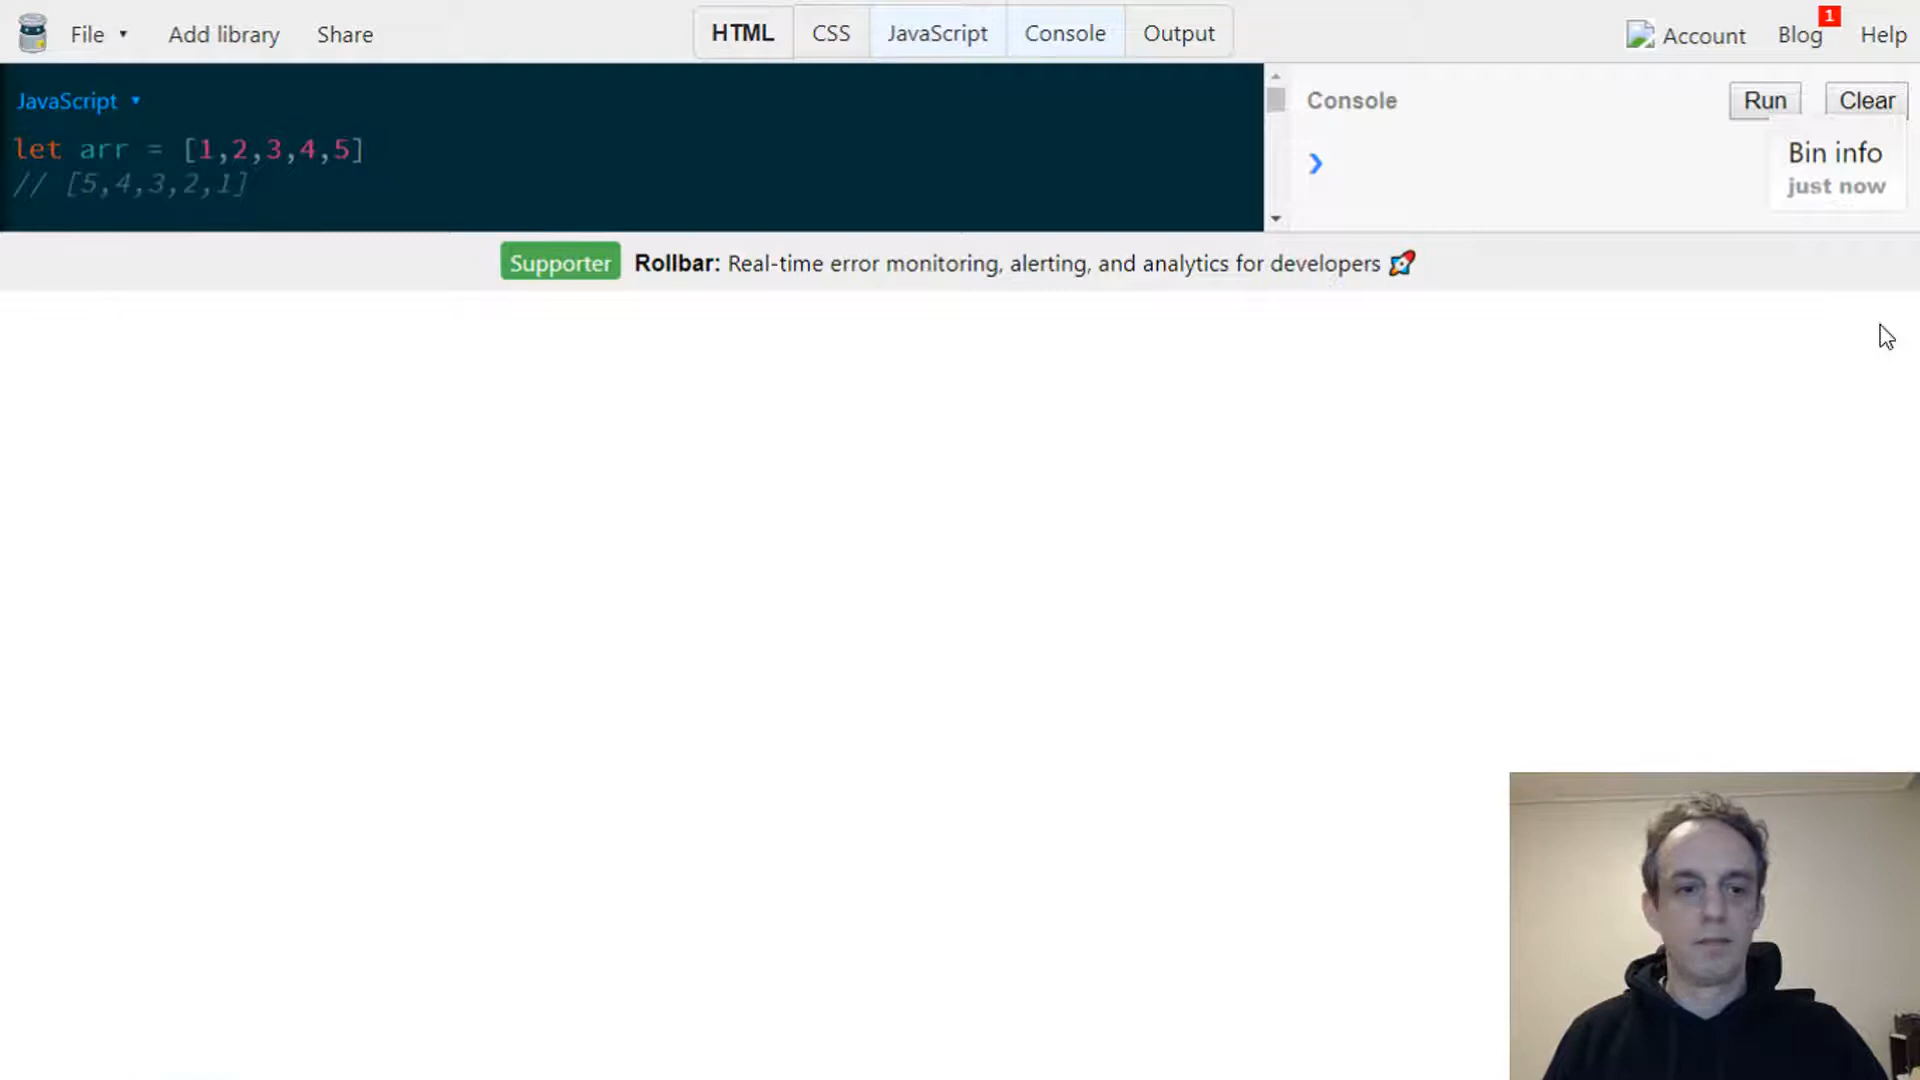 File ▾ Add library Share HTML CSS JavaScript Console Output Account Blog 1 Help
JavaScript ▾
let arr = [1,2,3,4,5]
// [5,4,3,2,1]
Console Run Clear
❯
Bin info
just now
Supporter Rollbar: Real-time error monitoring, alerting, and analytics for developers 🚀